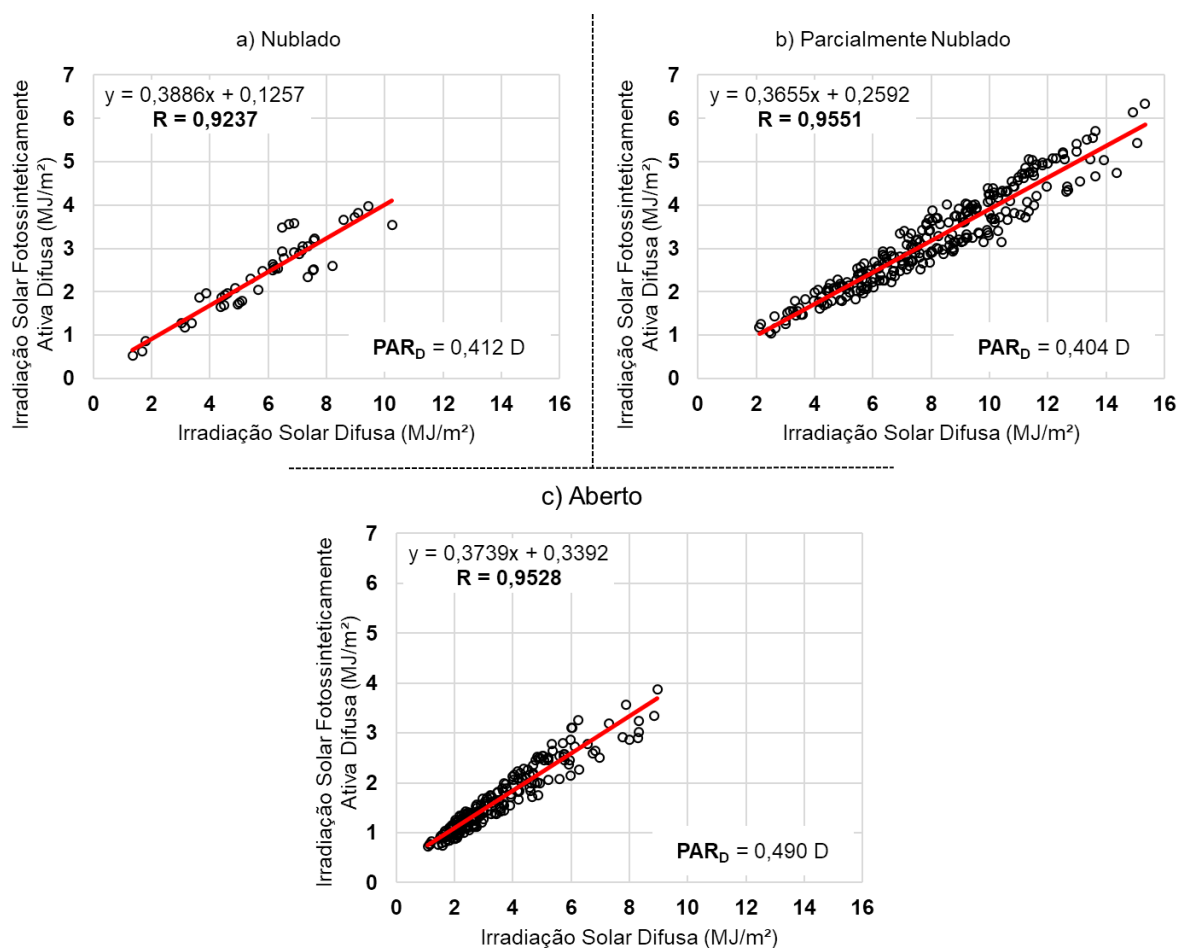 a) Nublado
Irradiação Solar Fotossinteticamente
Ativa Difusa (MJ/m²)
7
6
5
4
3
2
1
0
y = 0,3886x + 0,1257
R = 0,9237
PAR_D = 0,412 D
0 2 4 6 8 10 12 14 16
Irradiação Solar Difusa (MJ/m²)
b) Parcialmente Nublado
Irradiação Solar Fotossinteticamente
Ativa Difusa (MJ/m²)
7
6
5
4
3
2
1
0
y = 0,3655x + 0,2592
R = 0,9551
PAR_D = 0,404 D
0 2 4 6 8 10 12 14 16
Irradiação Solar Difusa (MJ/m²)
c) Aberto
Irradiação Solar Fotossinteticamente
Ativa Difusa (MJ/m²)
7
6
5
4
3
2
1
0
y = 0,3739x + 0,3392
R = 0,9528
PAR_D = 0,490 D
0 2 4 6 8 10 12 14 16
Irradiação Solar Difusa (MJ/m²)